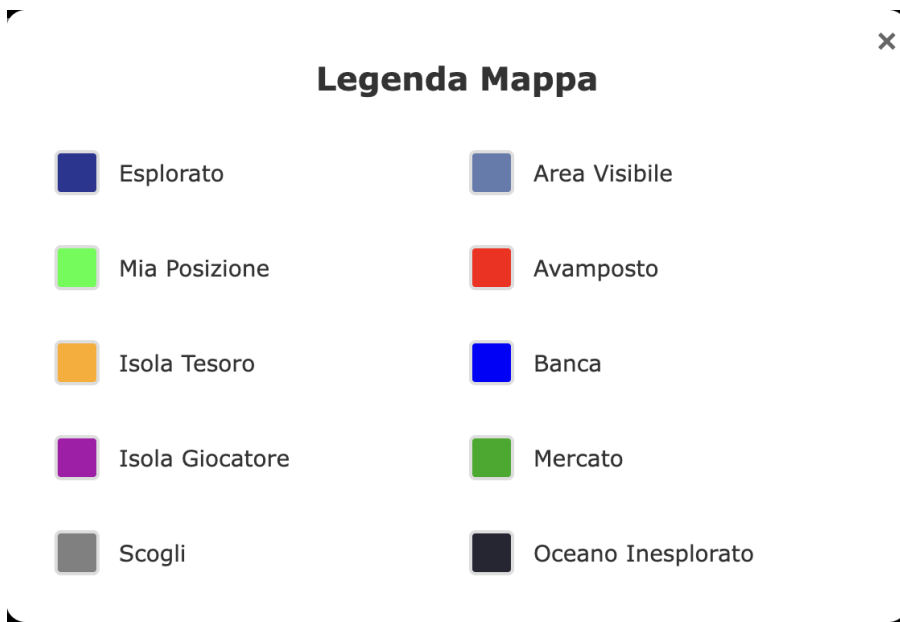 Legenda Mappa
Esplorato
Area Visibile
Mia Posizione
Avamposto
Isola Tesoro
Banca
Isola Giocatore
Mercato
Scogli
Oceano Inesplorato